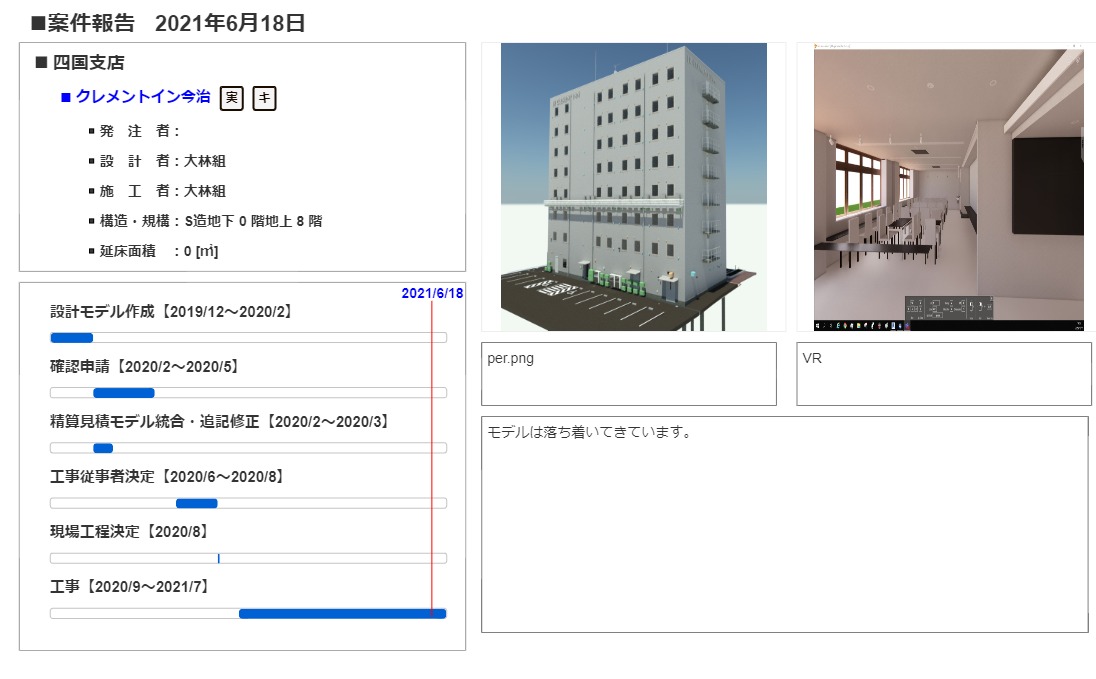 ■案件報告 2021年6月18日
■ 四国支店
■ クレメントイン今治 実 キ
発 注 者：
設 計 者：大林組
施 工 者：大林組
構造・規構：S造地下 0 階地上 8 階
延床面積 ：0 [㎡]
2021/6/18
設計モデル作成【2019/12～2020/2】
確認申請【2020/2～2020/5】
精算見積モデル統合・追記修正【2020/2～2020/3】
工事従事者決定【2020/6～2020/8】
現場工程決定【2020/8】
工事【2020/9～2021/7】
per.png
VR
モデルは落ち着いてきています。